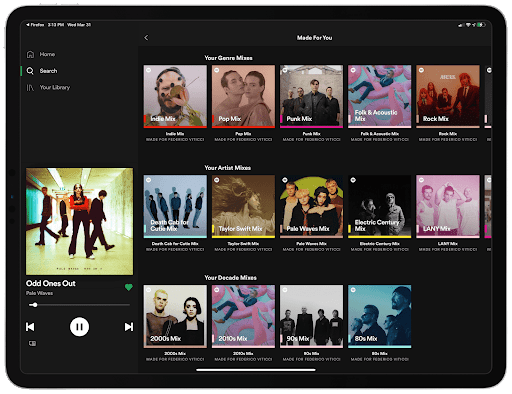 Firefox 3:13 PM Wed Mar 31
Made For You
Home
Search
Your Library
Your Genre Mixes
Indie Mix
Pop Mix
Punk Mix
Folk & Acoustic
Mix
Rock Mix
Indie Mix
MADE FOR FEDERICO VITICCI
Pop Mix
MADE FOR FEDERICO VITICCI
Punk Mix
MADE FOR FEDERICO VITICCI
Folk & Acoustic Mix
MADE FOR FEDERICO VITICCI
Rock Mix
MADE FOR FEDERICO VITICCI
Your Artist Mixes
Death Cab for
Cutie Mix
Taylor Swift Mix
Pale Waves Mix
Electric Century
Mix
LANY Mix
Death Cab for Cutie Mix
MADE FOR FEDERICO VITICCI
Taylor Swift Mix
MADE FOR FEDERICO VITICCI
Pale Waves Mix
MADE FOR FEDERICO VITICCI
Electric Century Mix
MADE FOR FEDERICO VITICCI
LANY Mix
MADE FOR FEDERICO VITICCI
Odd Ones Out
Pale Waves
Your Decade Mixes
2000s Mix
2010s Mix
90s Mix
80s Mix
2000s Mix
MADE FOR FEDERICO VITICCI
2010s Mix
MADE FOR FEDERICO VITICCI
90s Mix
MADE FOR FEDERICO VITICCI
80s Mix
MADE FOR FEDERICO VITICCI